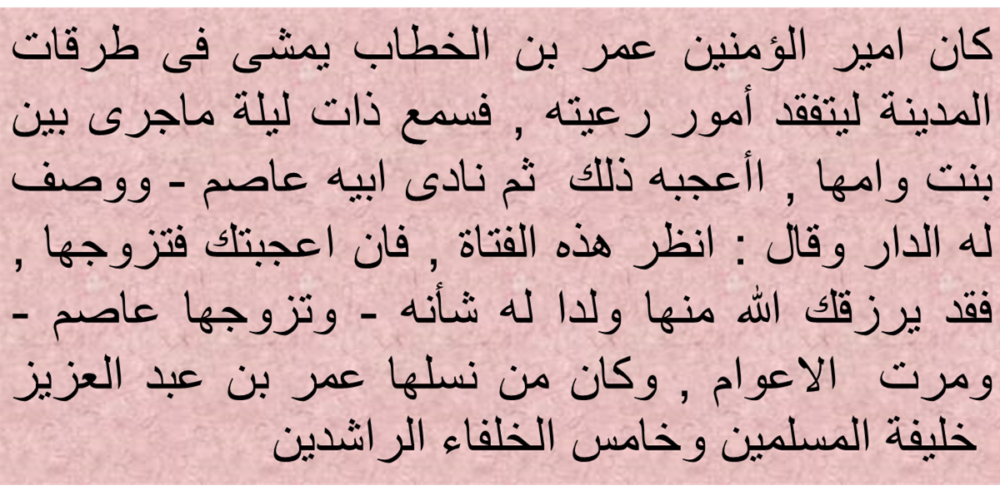 كان امير الؤمنين عمر بن الخطاب يمشى فى طرقات
المدينة ليتفقد أمور رعيته , فسمع ذات ليلة ماجرى بين
بنت وامها , اأعجبه ذلك ثم نادى ابيه عاصم - ووصف
له الدار وقال : انظر هذه الفتاة , فان اعجبتك فتزوجها ,
فقد يرزقك الله منها ولدا له شأنه - وتزوجها عاصم -
ومرت الاعوام , وكان من نسلها عمر بن عبد العزيز
خليفة المسلمين وخامس الخلفاء الراشدين